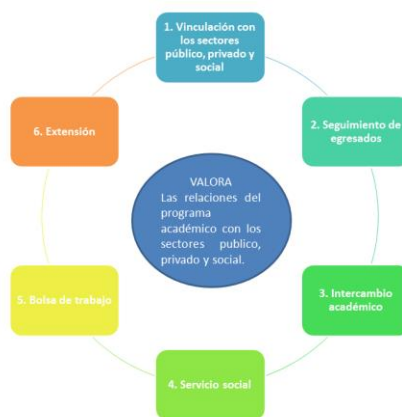 1. Vinculación con
los sectores
público, privado y
social
2. Seguimiento de
egresados
3. Intercambio
académico
4. Servicio social
5. Bolsa de trabajo
6. Extensión
VALORA
Las relaciones del
programa
académico con los
sectores publico,
privado y social.